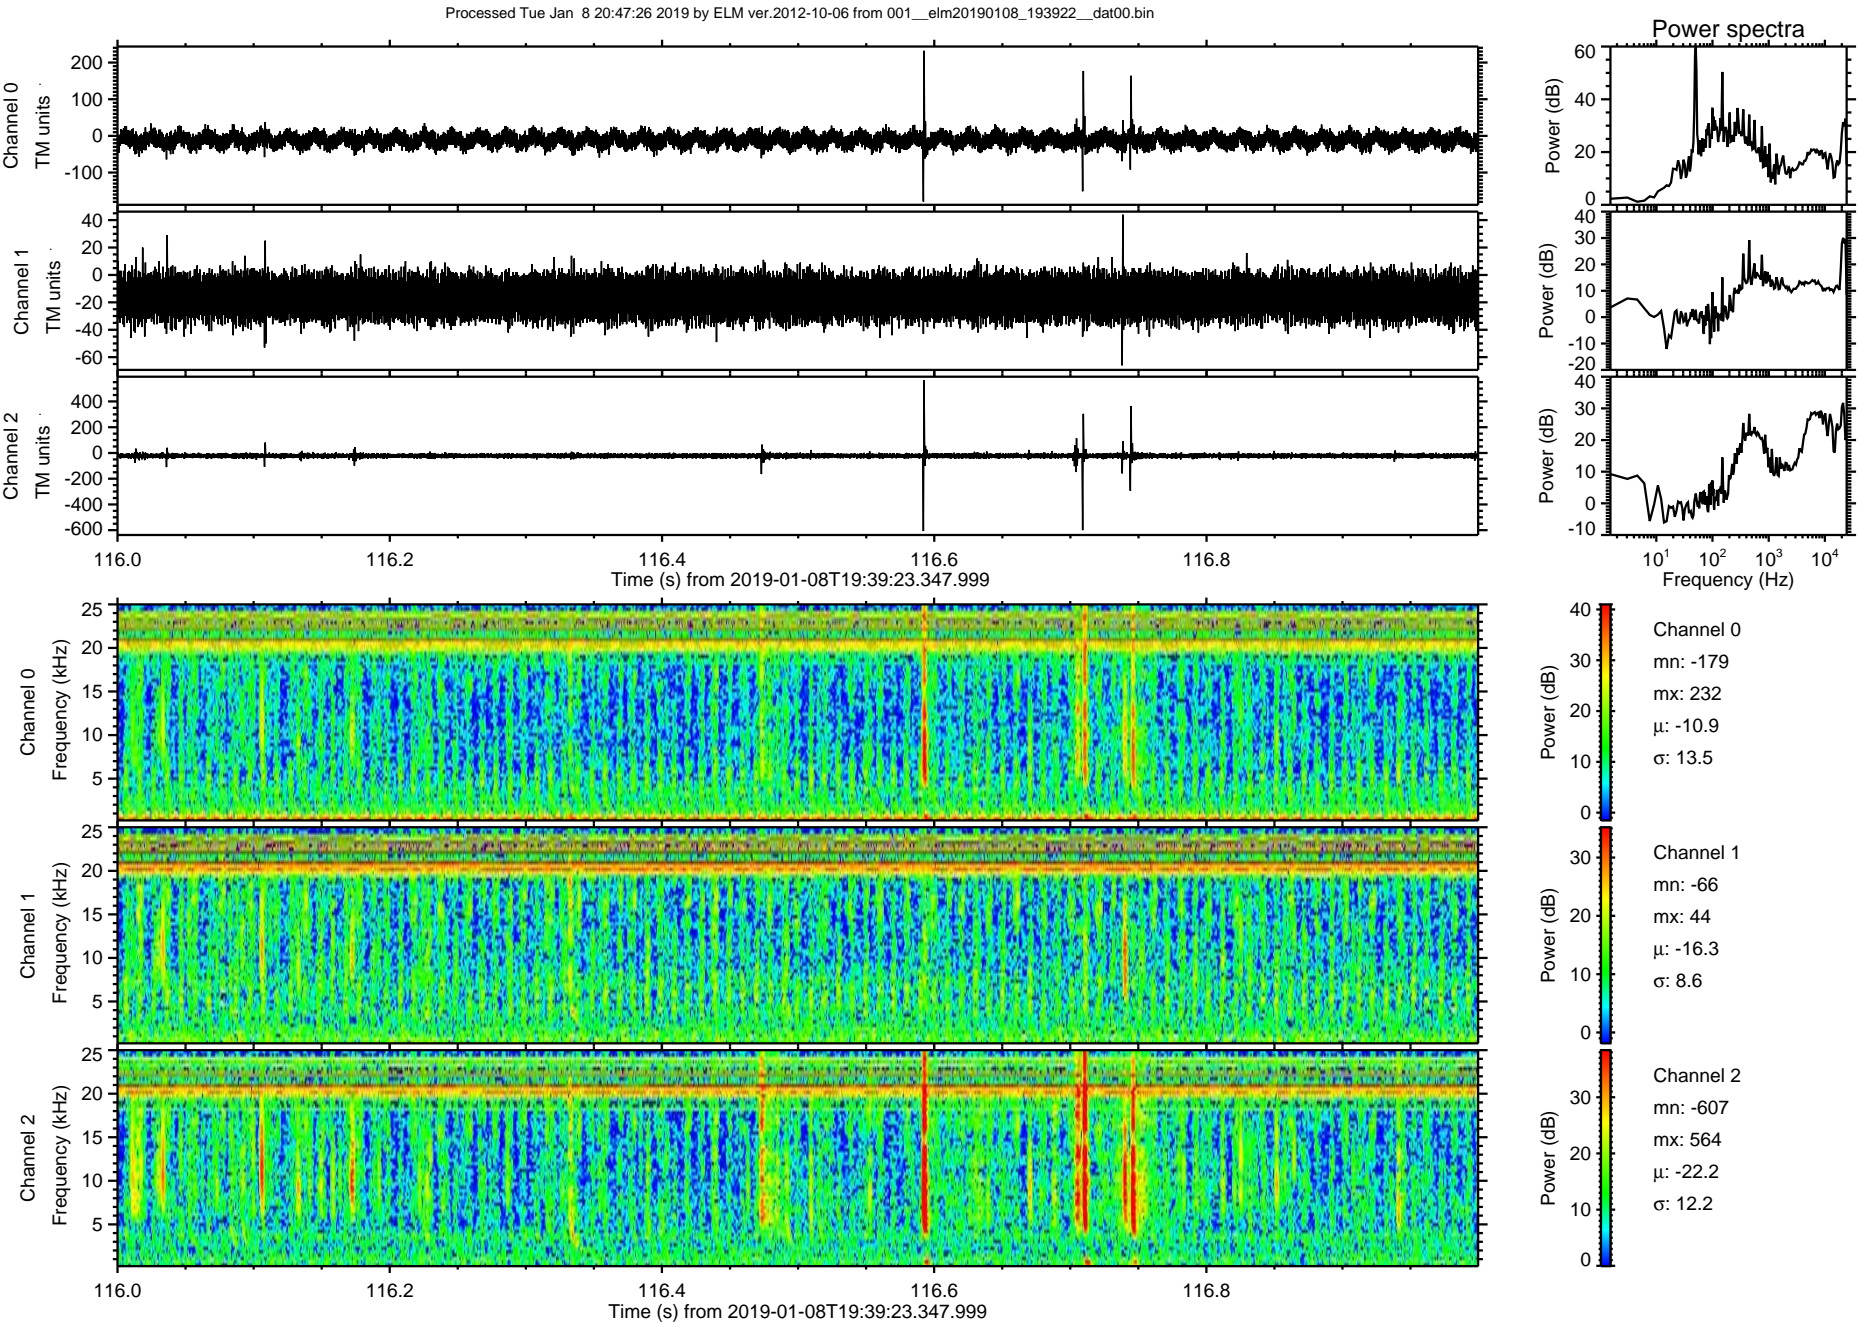 Processed Tue Jan  8 20:47:26 2019 by ELM ver.2012-10-06 from 001__elm20190108_193922__dat00.bin
Power spectra
Channel 0
TM units
200
100
0
-100
Power (dB)
60
40
20
0
Channel 1
TM units
40
20
0
-20
-40
-60
Power (dB)
40
30
20
10
0
-10
-20
Channel 2
TM units
400
200
0
-200
-400
-600
Power (dB)
40
30
20
10
0
-10
116.0 116.2 116.4 116.6 116.8
Time (s) from 2019-01-08T19:39:23.347.999
10¹ 10² 10³ 10⁴
Frequency (Hz)
Channel 0
Frequency (kHz)
25
20
15
10
5
Power (dB)
40
30
20
10
0
Channel 0
mn: -179
mx: 232
μ: -10.9
σ: 13.5
Channel 1
Frequency (kHz)
25
20
15
10
5
Power (dB)
30
20
10
0
Channel 1
mn: -66
mx: 44
μ: -16.3
σ: 8.6
Channel 2
Frequency (kHz)
25
20
15
10
5
Power (dB)
30
20
10
0
Channel 2
mn: -607
mx: 564
μ: -22.2
σ: 12.2
116.0 116.2 116.4 116.6 116.8
Time (s) from 2019-01-08T19:39:23.347.999